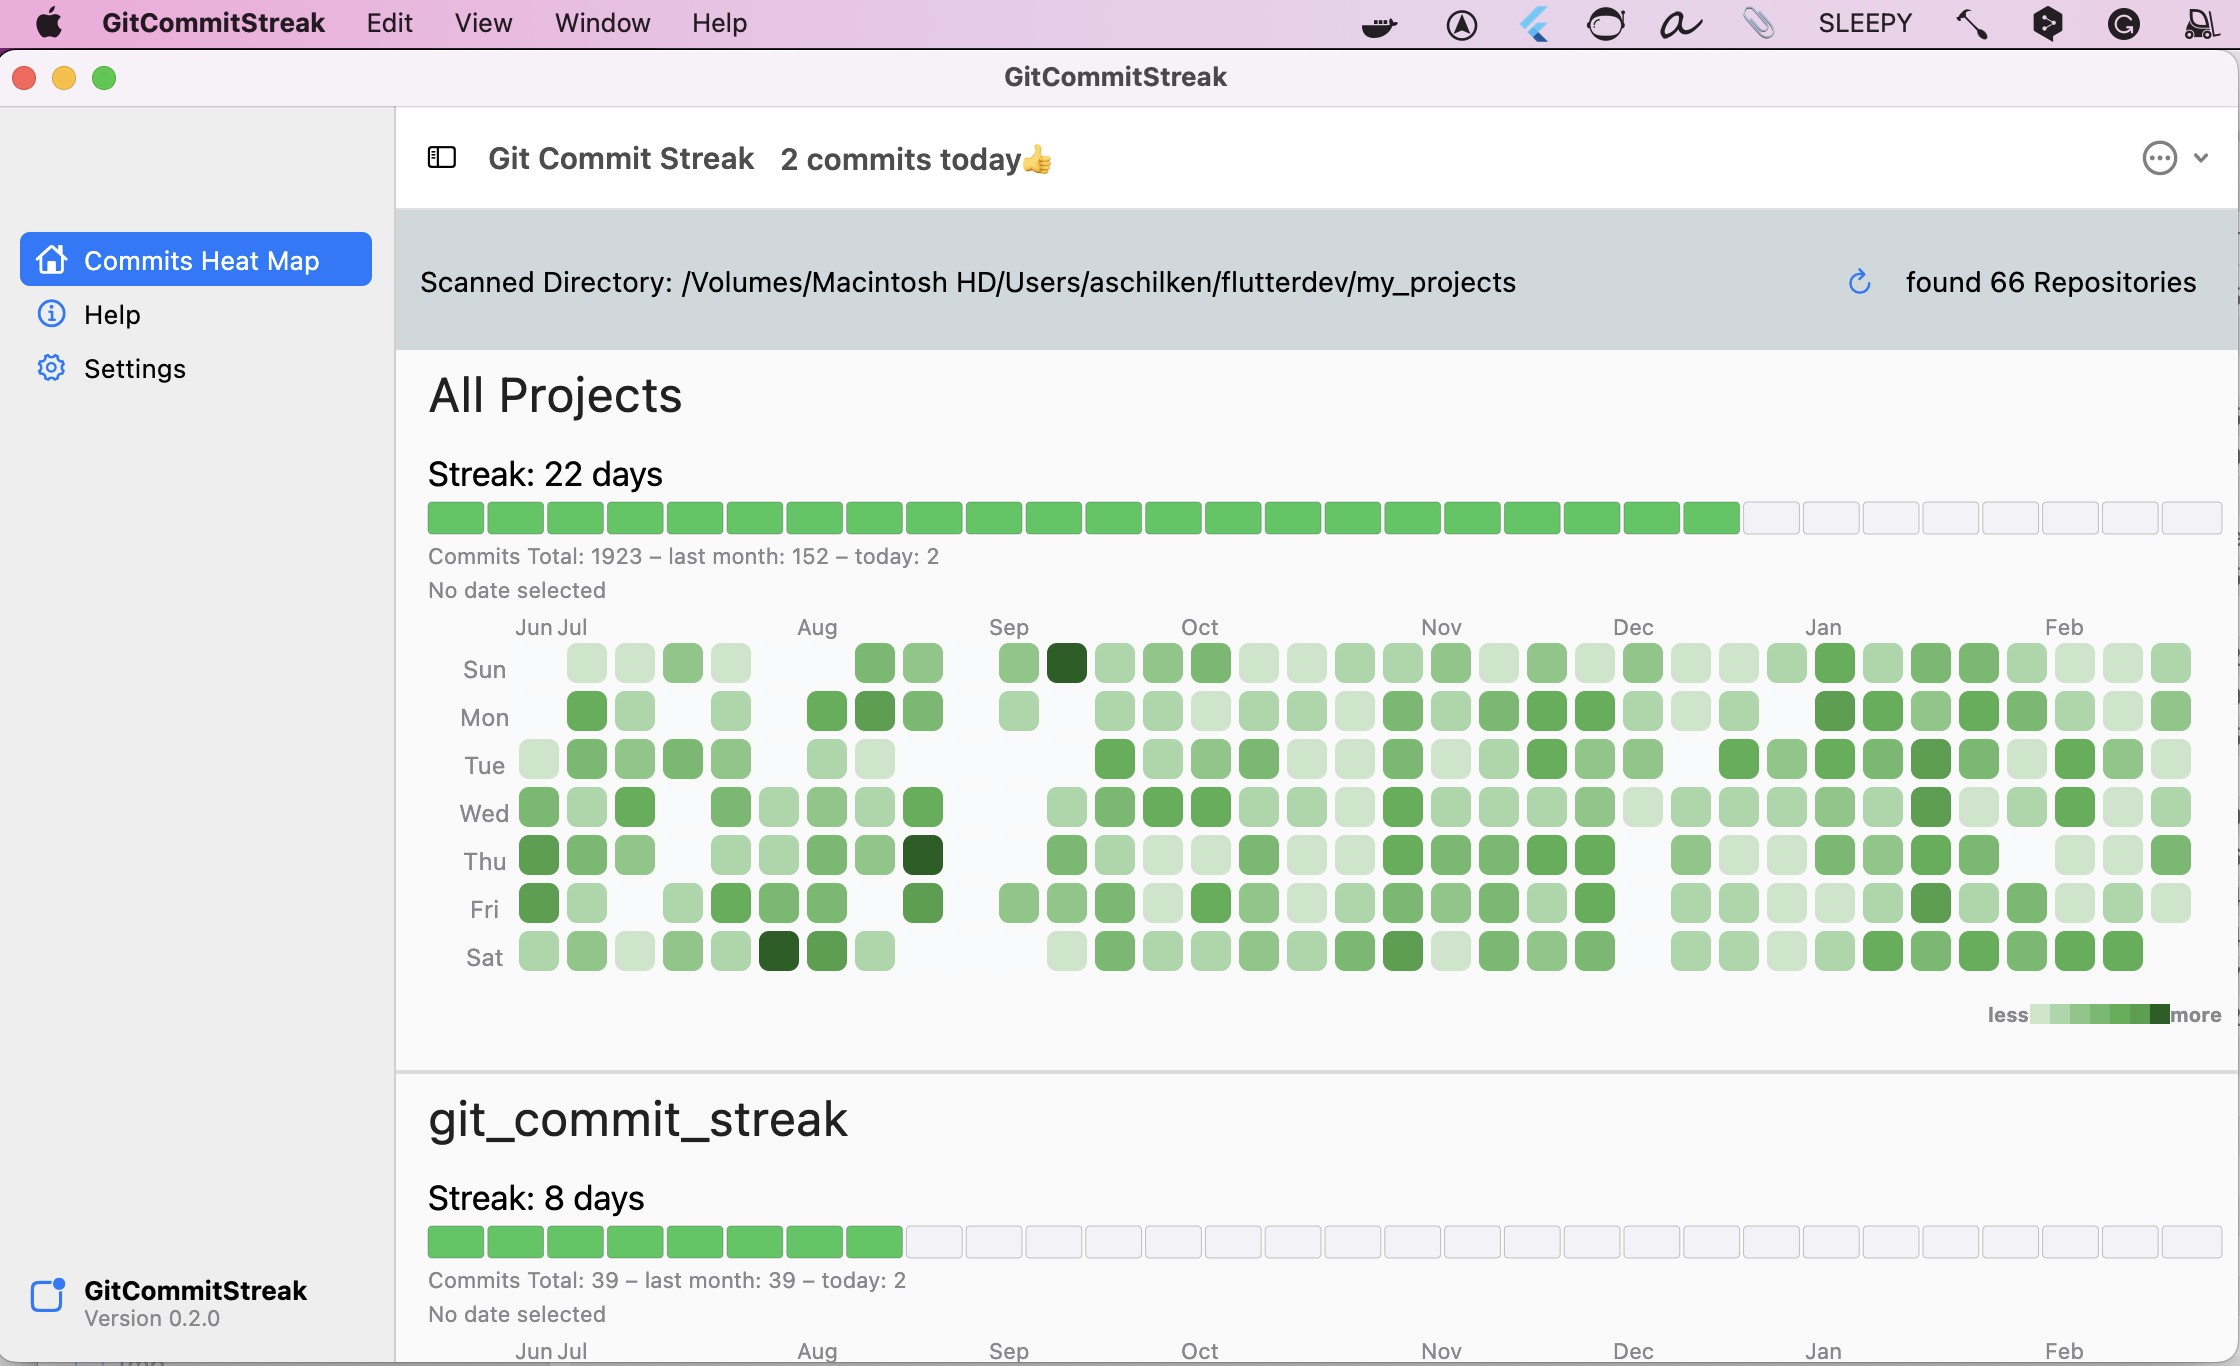 GitCommitStreak Edit View Window Help SLEEPY
GitCommitStreak
Git Commit Streak 2 commits today👍
Commits Heat Map
Help
Settings
Scanned Directory: /Volumes/Macintosh HD/Users/aschilken/flutterdev/my_projects found 66 Repositories
All Projects
Streak: 22 days
Commits Total: 1923 – last month: 152 – today: 2
No date selected
Jun Jul Aug Sep Oct Nov Dec Jan Feb
Sun
Mon
Tue
Wed
Thu
Fri
Sat
less more
git_commit_streak
Streak: 8 days
Commits Total: 39 – last month: 39 – today: 2
No date selected
Jun Jul Aug Sep Oct Nov Dec Jan Feb
GitCommitStreak
Version 0.2.0